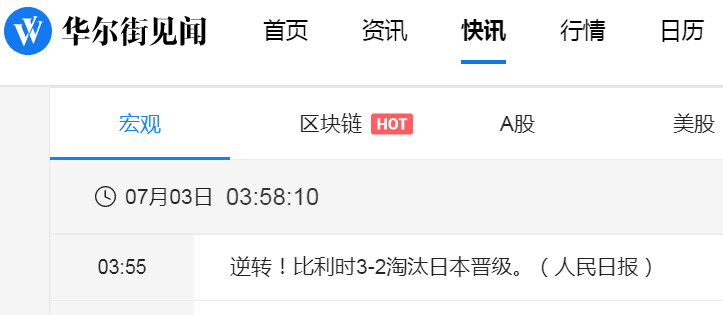 华尔街见闻 首页 资讯 快讯 行情 日历
宏观 区块链 HOT A股 美股
07月03日 03:58:10
03:55 逆转！比利时3-2淘汰日本晋级。（人民日报）